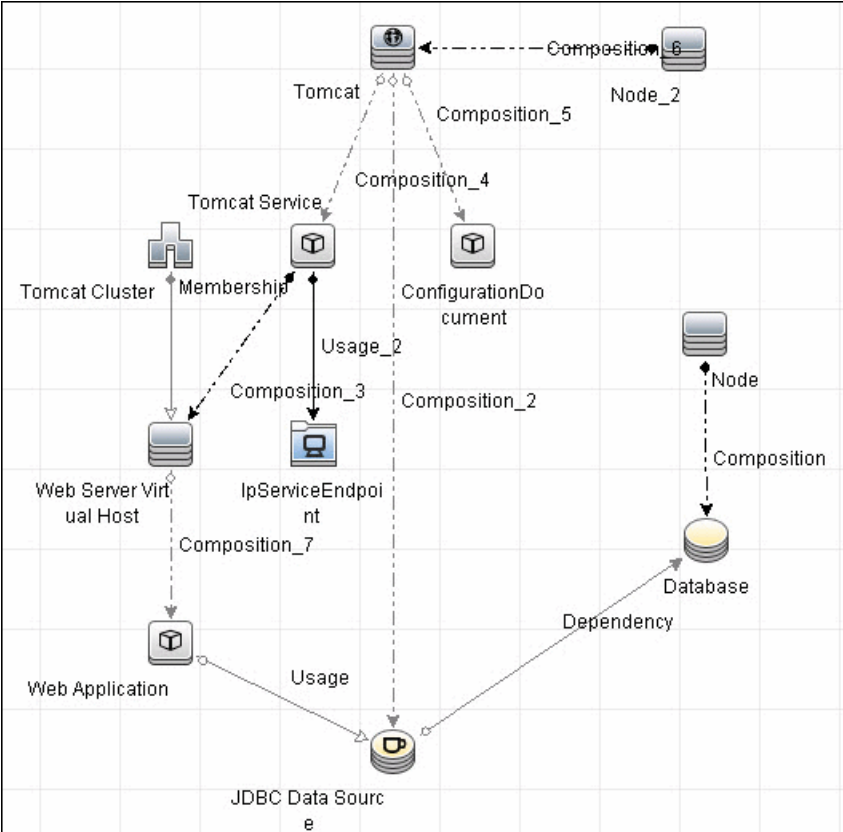 Composition_6
Tomcat
Node_2
Composition_5
Composition_4
Tomcat Service
Tomcat Cluster
Membership
ConfigurationDo
cument
Usage_2
Node
Composition_3
Composition_2
Composition
Web Server Virt
ual Host
IpServiceEndpoi
nt
Composition_7
Database
Dependency
Usage
Web Application
JDBC Data Sourc
e